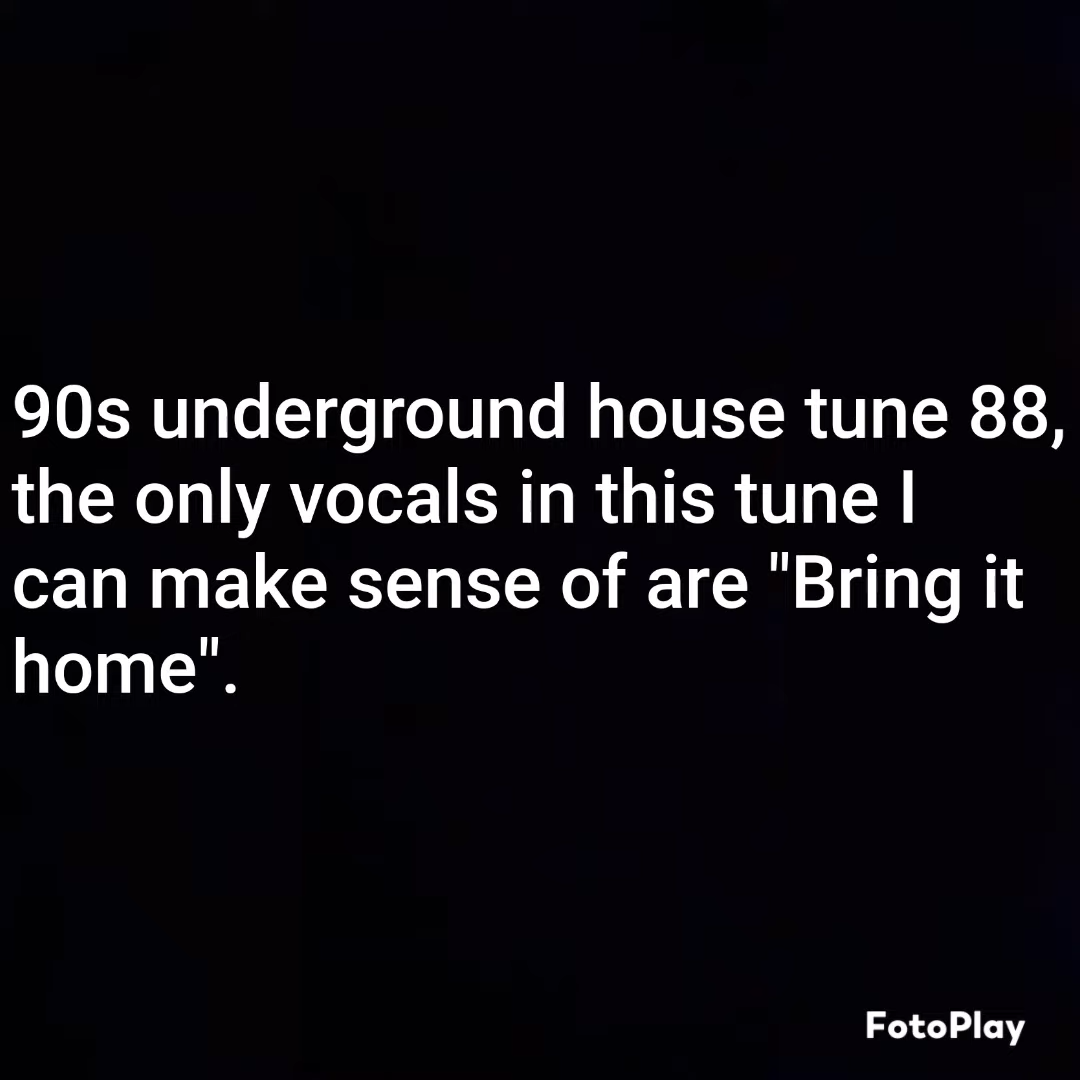 90s underground house tune 88,
the only vocals in this tune I
can make sense of are "Bring it
home".
FotoPlay